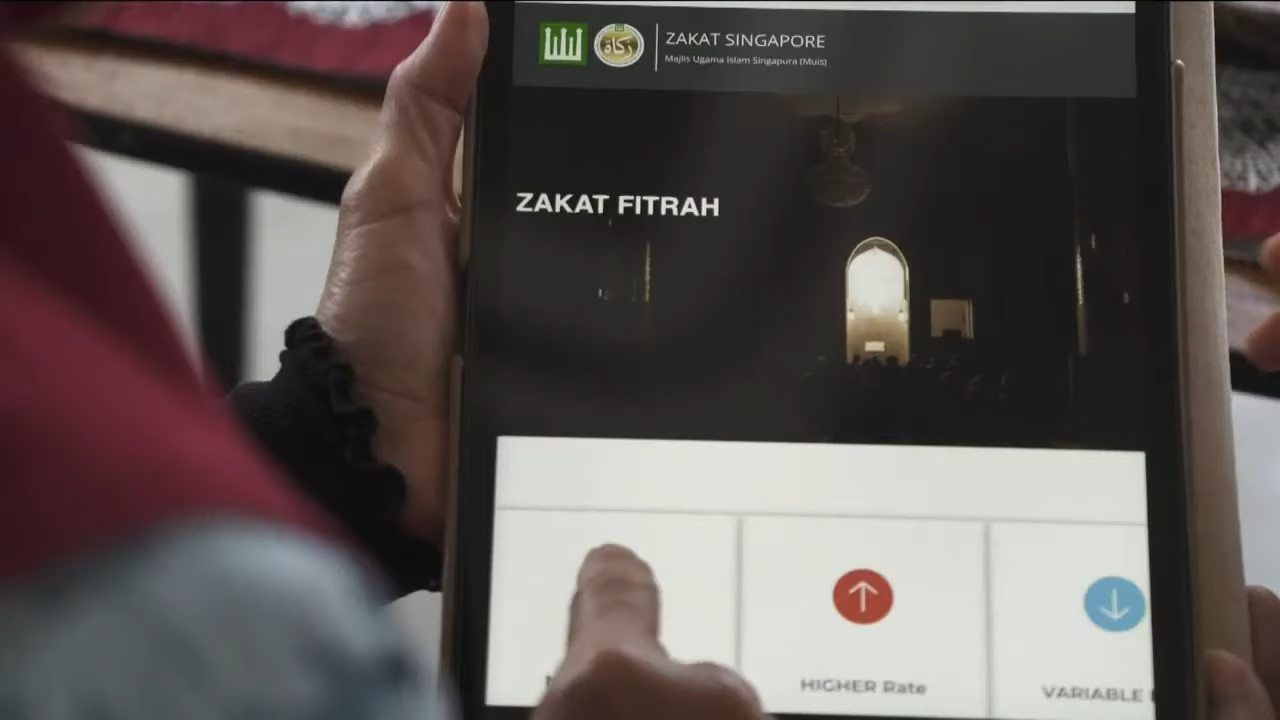 ZAKAT SINGAPORE
زكاة
Majlis Ugama Islam Singapura (Muis)
ZAKAT FITRAH
HIGHER Rate
VARIABLE